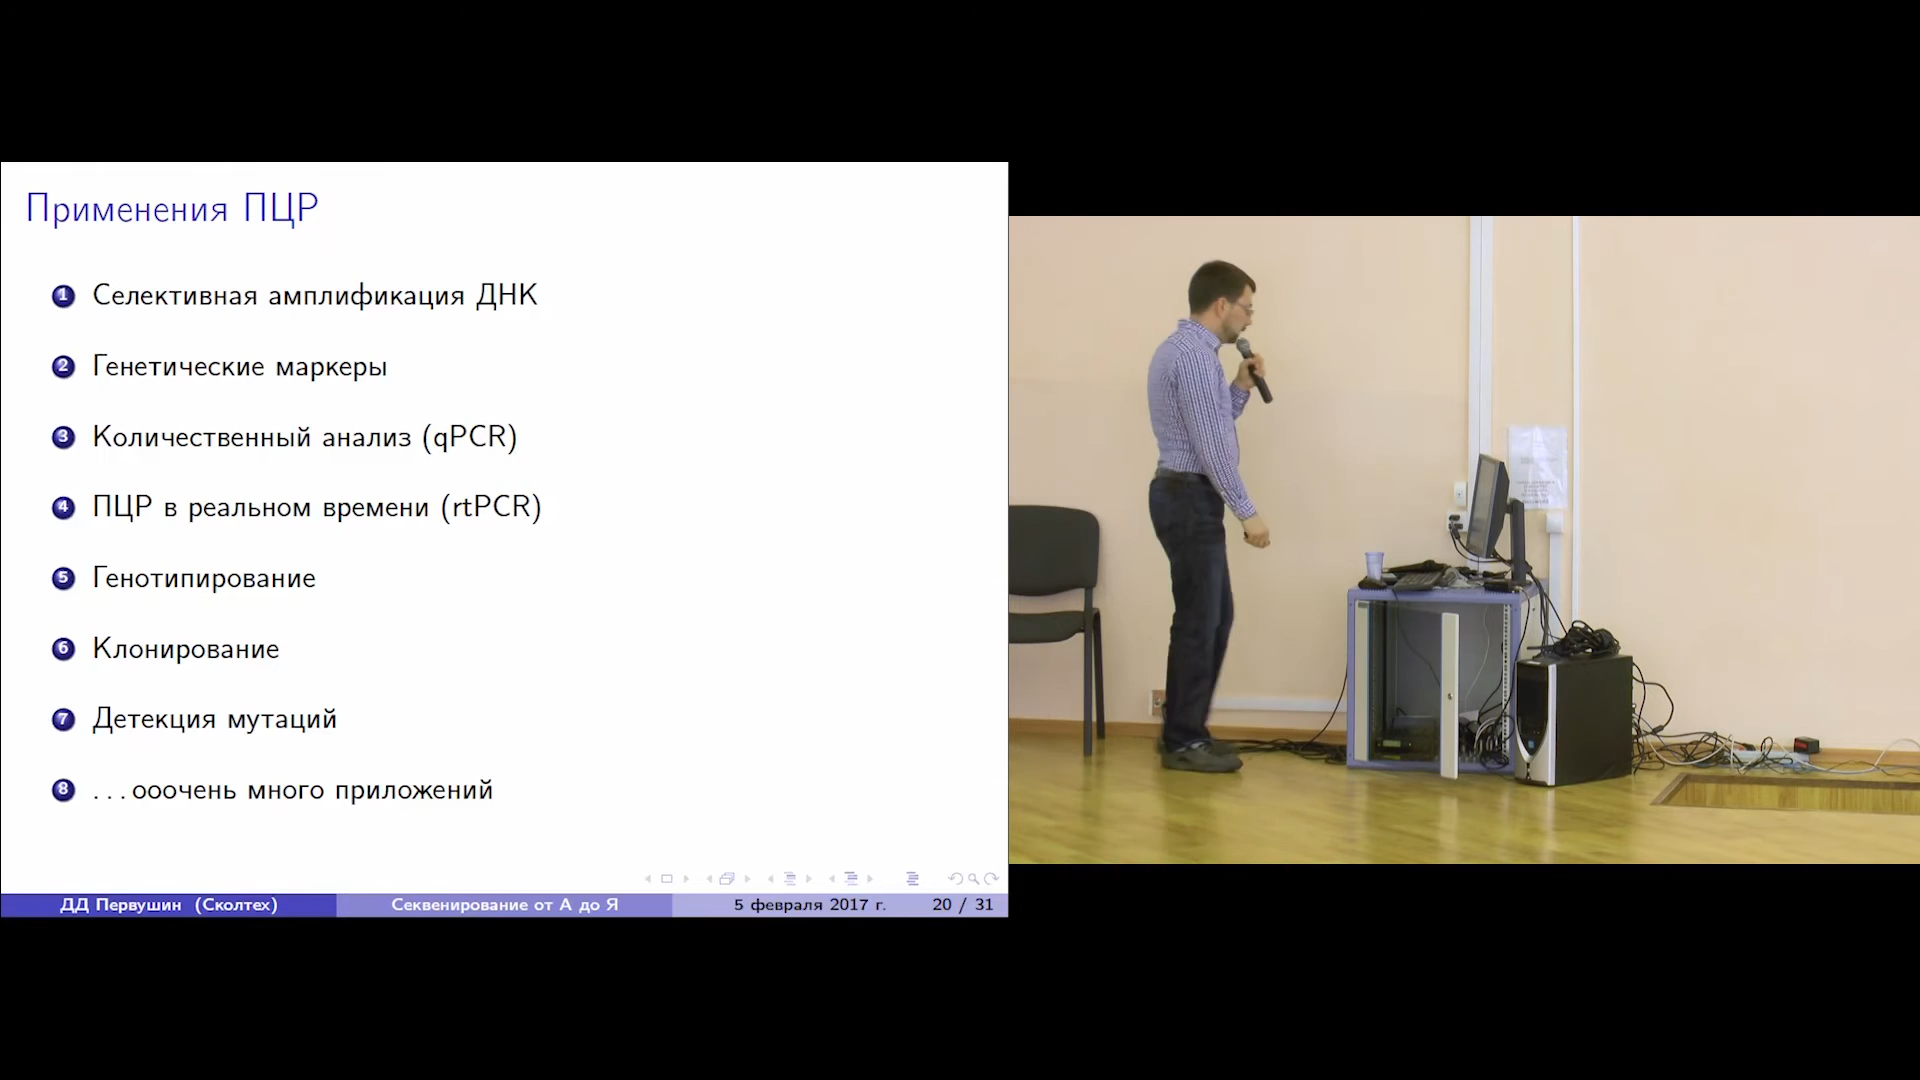 Применения ПЦР
1 Селективная амплификация ДНК
2 Генетические маркеры
3 Количественный анализ (qPCR)
4 ПЦР в реальном времени (rtPCR)
5 Генотипирование
6 Клонирование
7 Детекция мутаций
8 ...ооочень много приложений
ДД Первушин (Сколтех) Секвенирование от А до Я 5 февраля 2017 г. 20 / 31